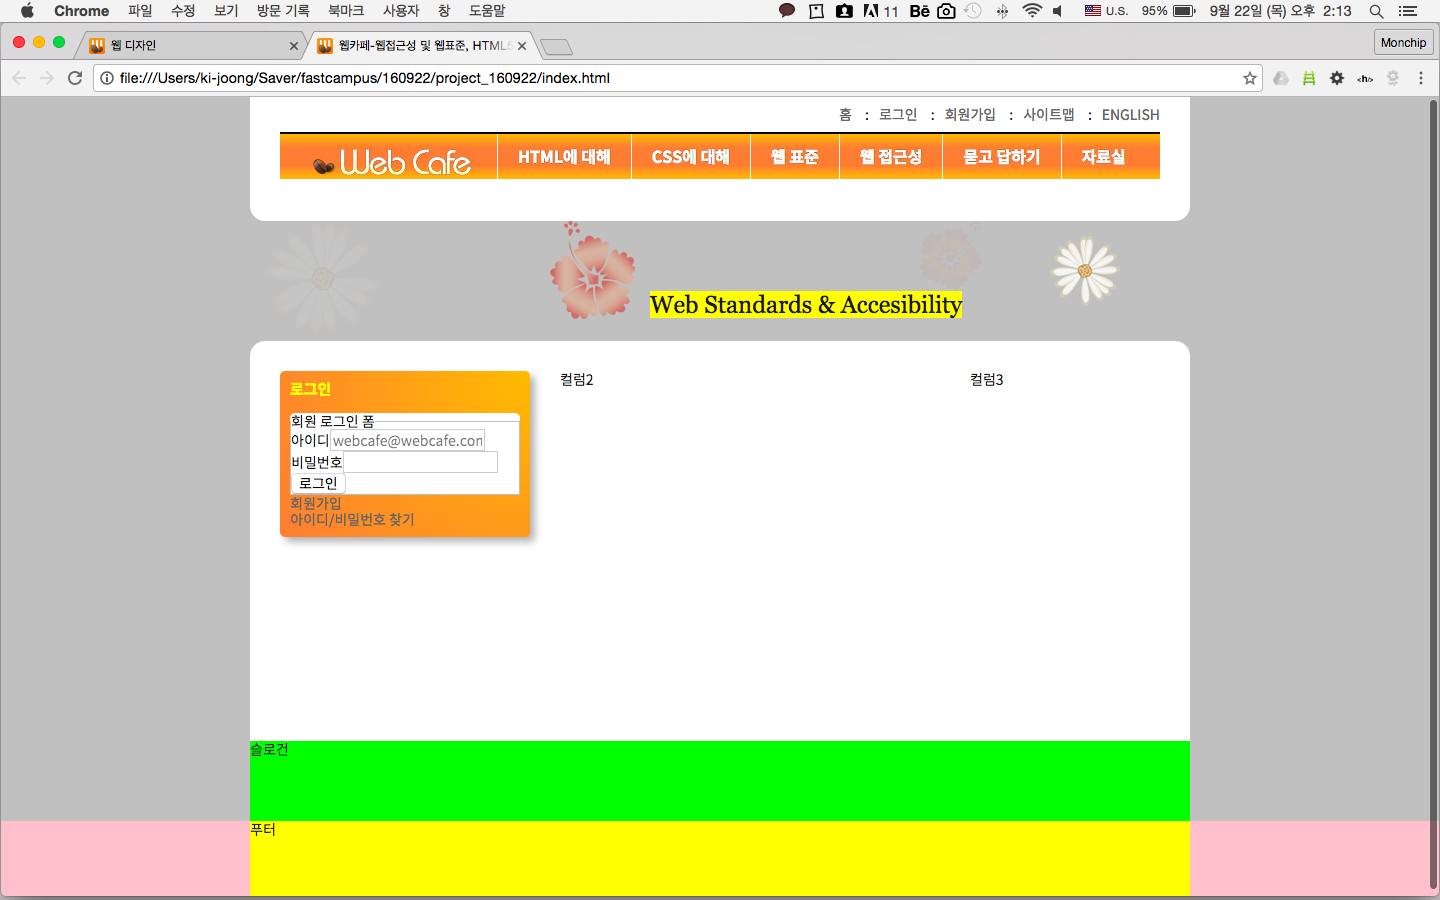 Chrome 파일 수정 보기 방문 기록 북마크 사용자 창 도움말 11 Bē U.S. 95% 9월 22일 (목) 오후 2:13
웹 디자인 웹카페-웹접근성 및 웹표준, HTML5 Monchip
file:///Users/ki-joong/Saver/fastcampus/160922/project_160922/index.html <h/>
홈 : 로그인 : 회원가입 : 사이트맵 : ENGLISH
Web Cafe HTML에 대해 CSS에 대해 웹 표준 웹 접근성 묻고 답하기 자료실
Web Standards & Accesibility
로그인 컬럼2 컬럼3
회원 로그인 폼
아이디 webcafe@webcafe.con
비밀번호
로그인
회원가입
아이디/비밀번호 찾기
슬로건
푸터